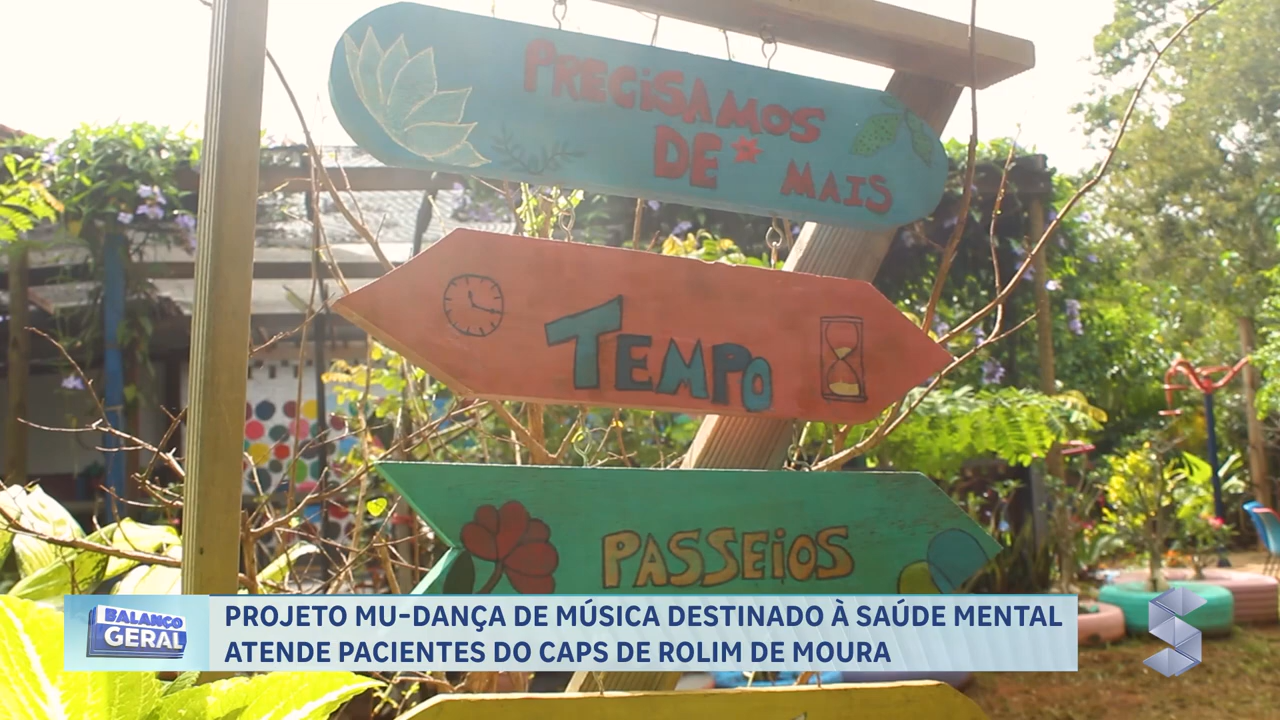 PRECISAMOS
DE MAIS
TEMPO
PASSEIOS
BALANÇO
GERAL
PROJETO MU-DANÇA DE MÚSICA DESTINADO À SAÚDE MENTAL
ATENDE PACIENTES DO CAPS DE ROLIM DE MOURA